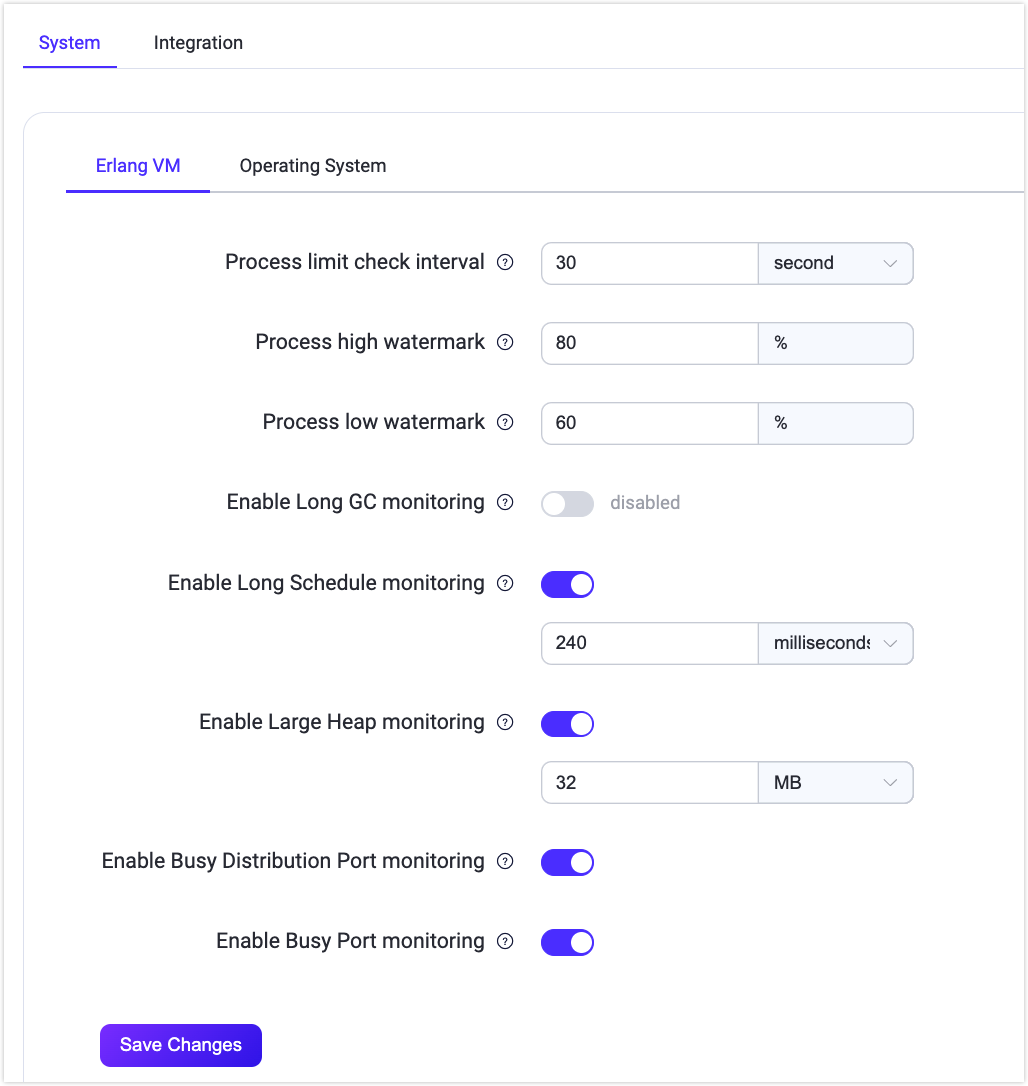 System Integration
Erlang VM Operating System
Process limit check interval ? 30 second
Process high watermark ? 80 %
Process low watermark ? 60 %
Enable Long GC monitoring ? disabled
Enable Long Schedule monitoring ?
240 milliseconds
Enable Large Heap monitoring ?
32 MB
Enable Busy Distribution Port monitoring ?
Enable Busy Port monitoring ?
Save Changes